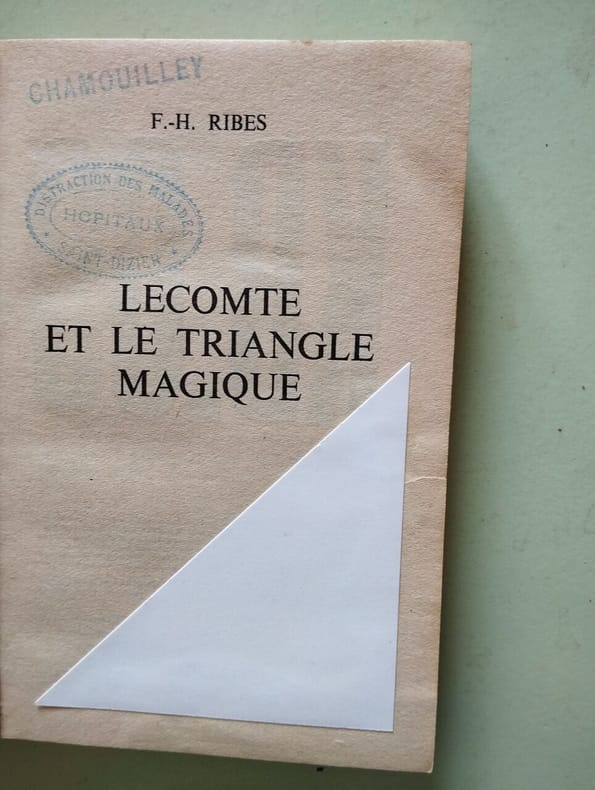 CHAMOUILLEY
F.-H. RIBES
DISTRACTION DES MALADES
HOPITAUX
* SAINT-DIZIER *
LECOMTE
ET LE TRIANGLE
MAGIQUE